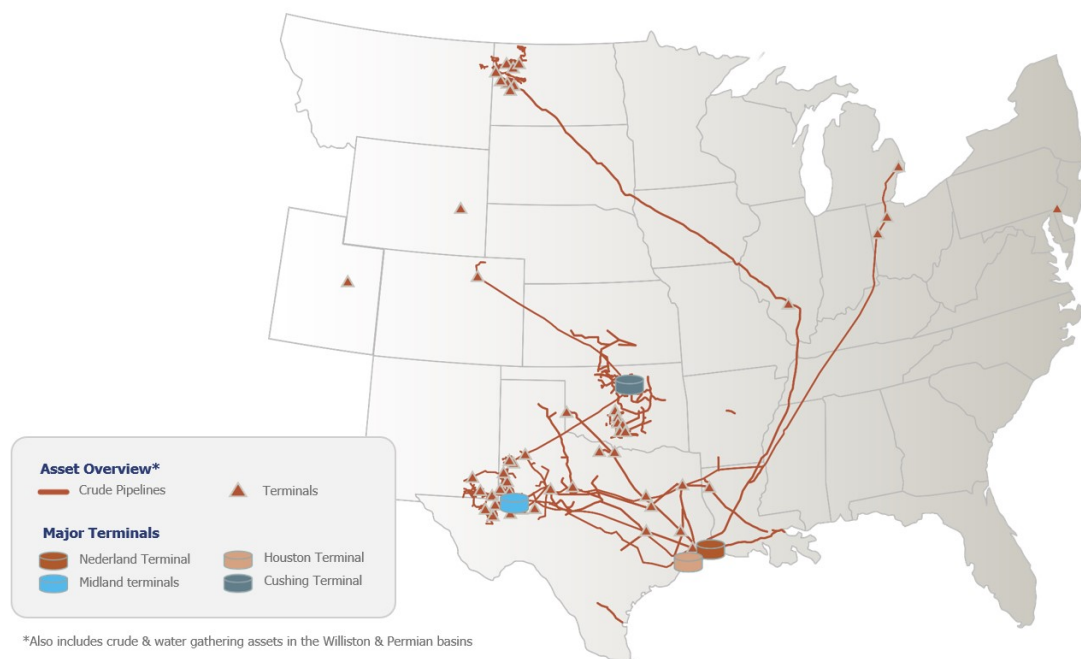 Asset Overview*
Crude Pipelines
Terminals
Major Terminals
Nederland Terminal
Houston Terminal
Midland terminals
Cushing Terminal
*Also includes crude & water gathering assets in the Williston & Permian basins